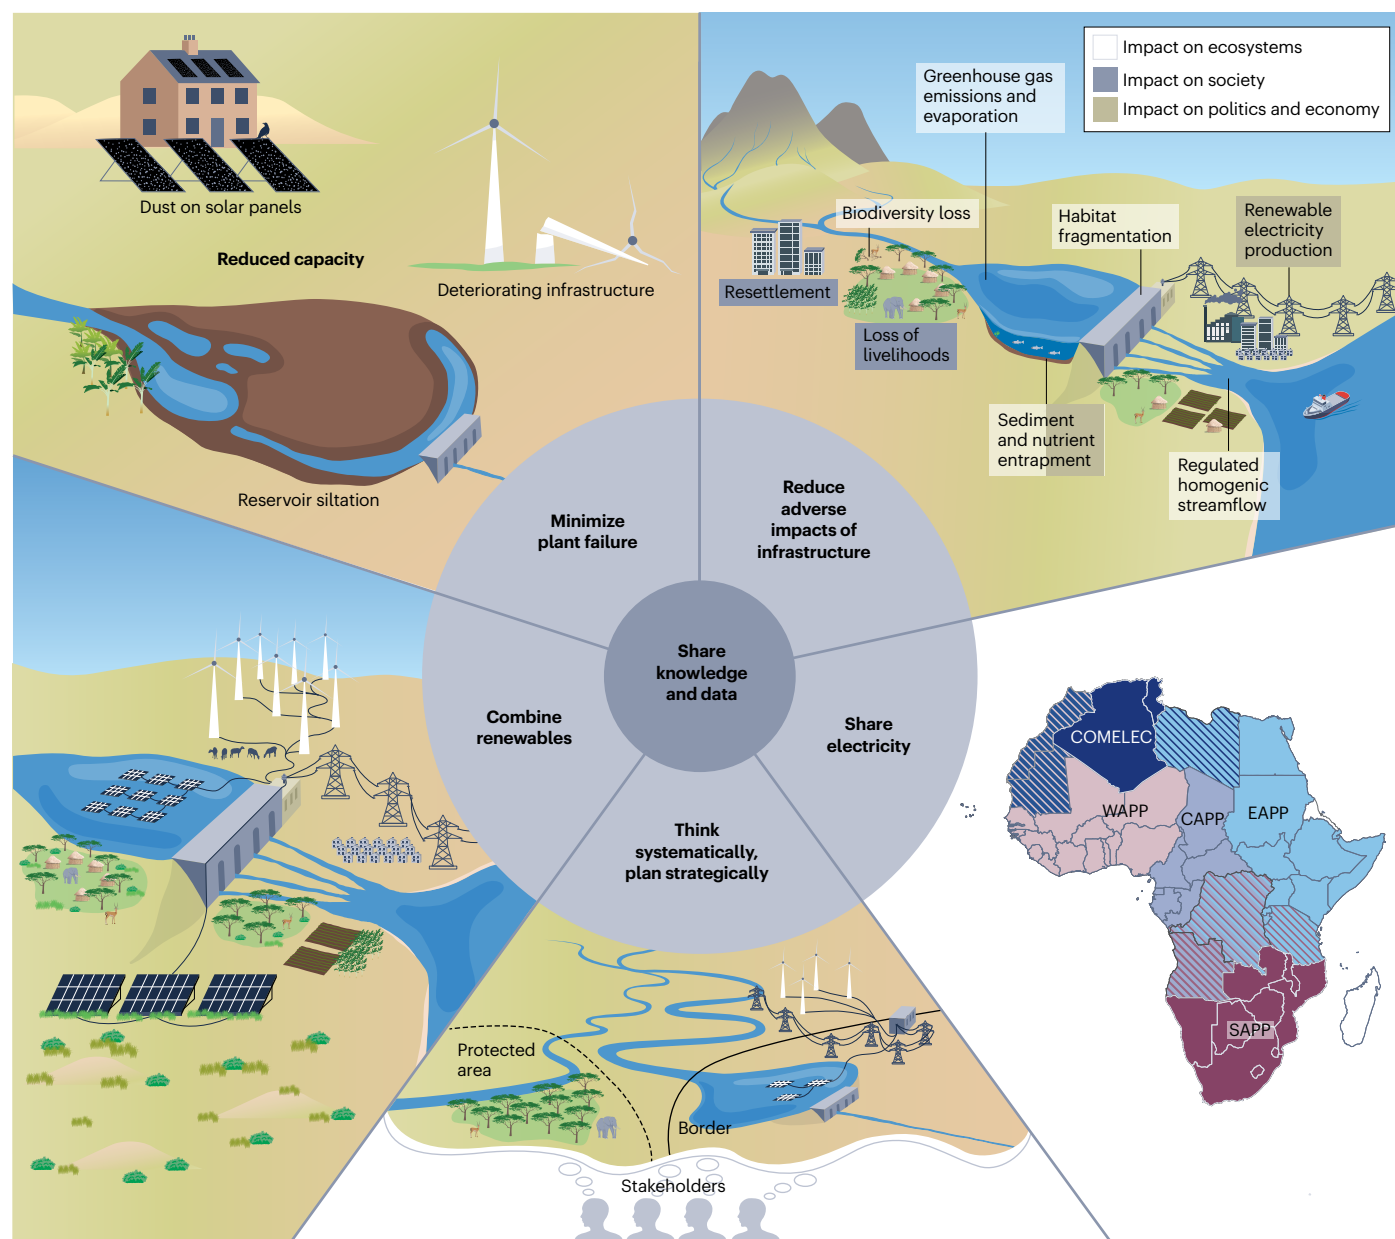 Impact on ecosystems
Impact on society
Impact on politics and economy
Dust on solar panels
Reduced capacity
Deteriorating infrastructure
Reservoir siltation
Greenhouse gas
emissions and
evaporation
Biodiversity loss
Habitat
fragmentation
Renewable
electricity
production
Resettlement
Loss of
livelihoods
Sediment
and nutrient
entrapment
Regulated
homogenic
streamflow
Minimize
plant failure
Reduce
adverse
impacts of
infrastructure
Share
knowledge
and data
Combine
renewables
Share
electricity
Think
systematically,
plan strategically
COMELEC
WAPP
CAPP
EAPP
SAPP
Protected
area
Border
Stakeholders